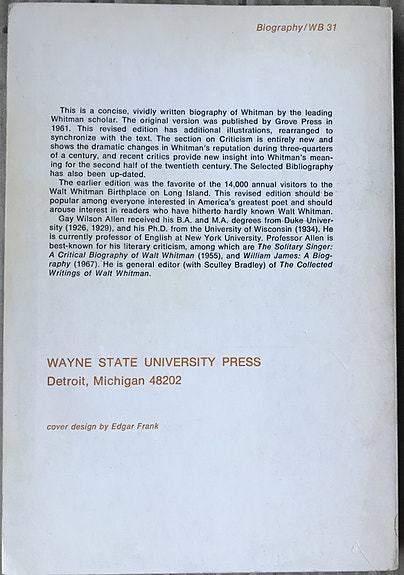 Biography/WB 31
This is a concise, vividly written biography of Whitman by the leading
Whitman scholar. The original version was published by Grove Press in
1961. This revised edition has additional illustrations, rearranged to
synchronize with the text. The section on Criticism is entirely new and
shows the dramatic changes in Whitman's reputation during three-quarters
of a century, and recent critics provide new insight into Whitman's mean-
ing for the second half of the twentieth century. The Selected Bibliography
has also been up-dated.
The earlier edition was the favorite of the 14,000 annual visitors to the
Walt Whitman Birthplace on Long Island. This revised edition should be
popular among everyone interested in America's greatest poet and should
arouse interest in readers who have hitherto hardly known Walt Whitman.
Gay Wilson Allen received his B.A. and M.A. degrees from Duke Univer-
sity (1926, 1929), and his Ph.D. from the University of Wisconsin (1934). He
is currently professor of English at New York University. Professor Allen is
best-known for his literary criticism, among which are The Solitary Singer:
A Critical Biography of Walt Whitman (1955), and William James: A Biog-
raphy (1967). He is general editor (with Sculley Bradley) of The Collected
Writings of Walt Whitman.
WAYNE STATE UNIVERSITY PRESS
Detroit, Michigan 48202
cover design by Edgar Frank